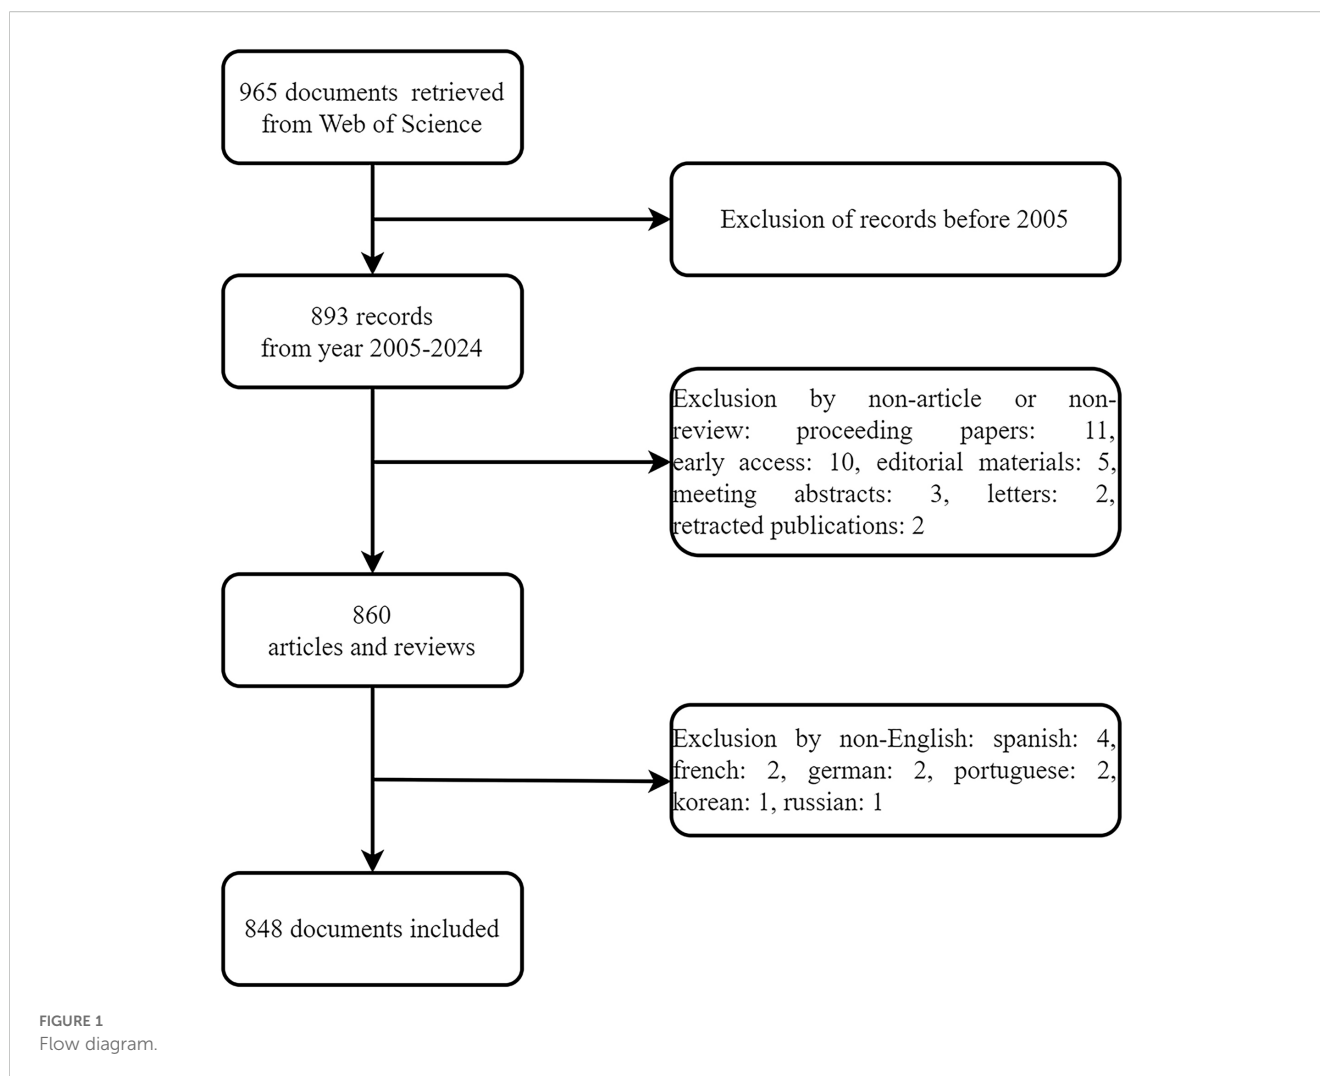 965 documents retrieved
from Web of Science
Exclusion of records before 2005
893 records
from year 2005-2024
Exclusion by non-article or non-
review: proceeding papers: 11,
early access: 10, editorial materials: 5,
meeting abstracts: 3, letters: 2,
retracted publications: 2
860
articles and reviews
Exclusion by non-English: spanish: 4,
french: 2, german: 2, portuguese: 2,
korean: 1, russian: 1
848 documents included
FIGURE 1
Flow diagram.